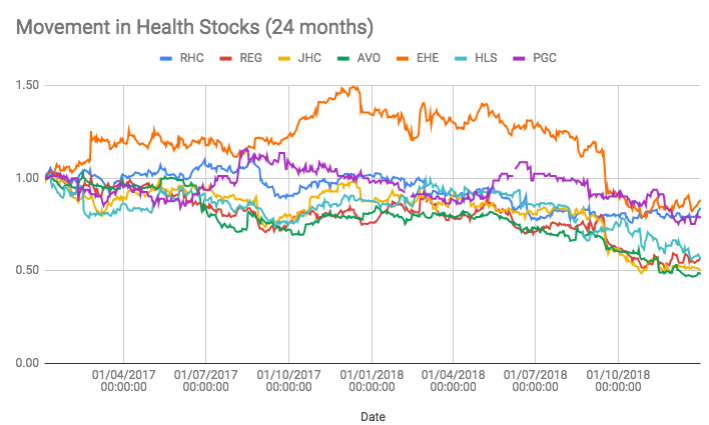 Movement in Health Stocks (24 months)
RHC REG JHC AVO EHE HLS PGC
1.50
1.00
0.50
0.00
01/04/2017 01/07/2017 01/10/2017 01/01/2018 01/04/2018 01/07/2018 01/10/2018
00:00:00 00:00:00 00:00:00 00:00:00 00:00:00 00:00:00 00:00:00
Date